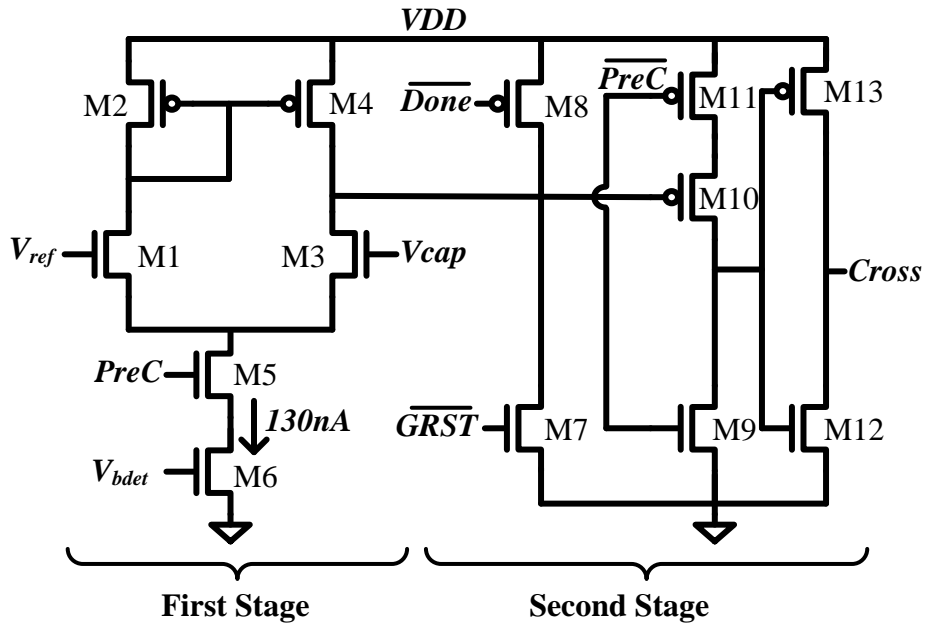 VDD
M2
M4
Done
M8
PreC
M11
M13
M10
Vref
M1
M3
Vcap
Cross
PreC
M5
130nA
GRST
M7
M9
M12
Vbdet
M6
First Stage
Second Stage